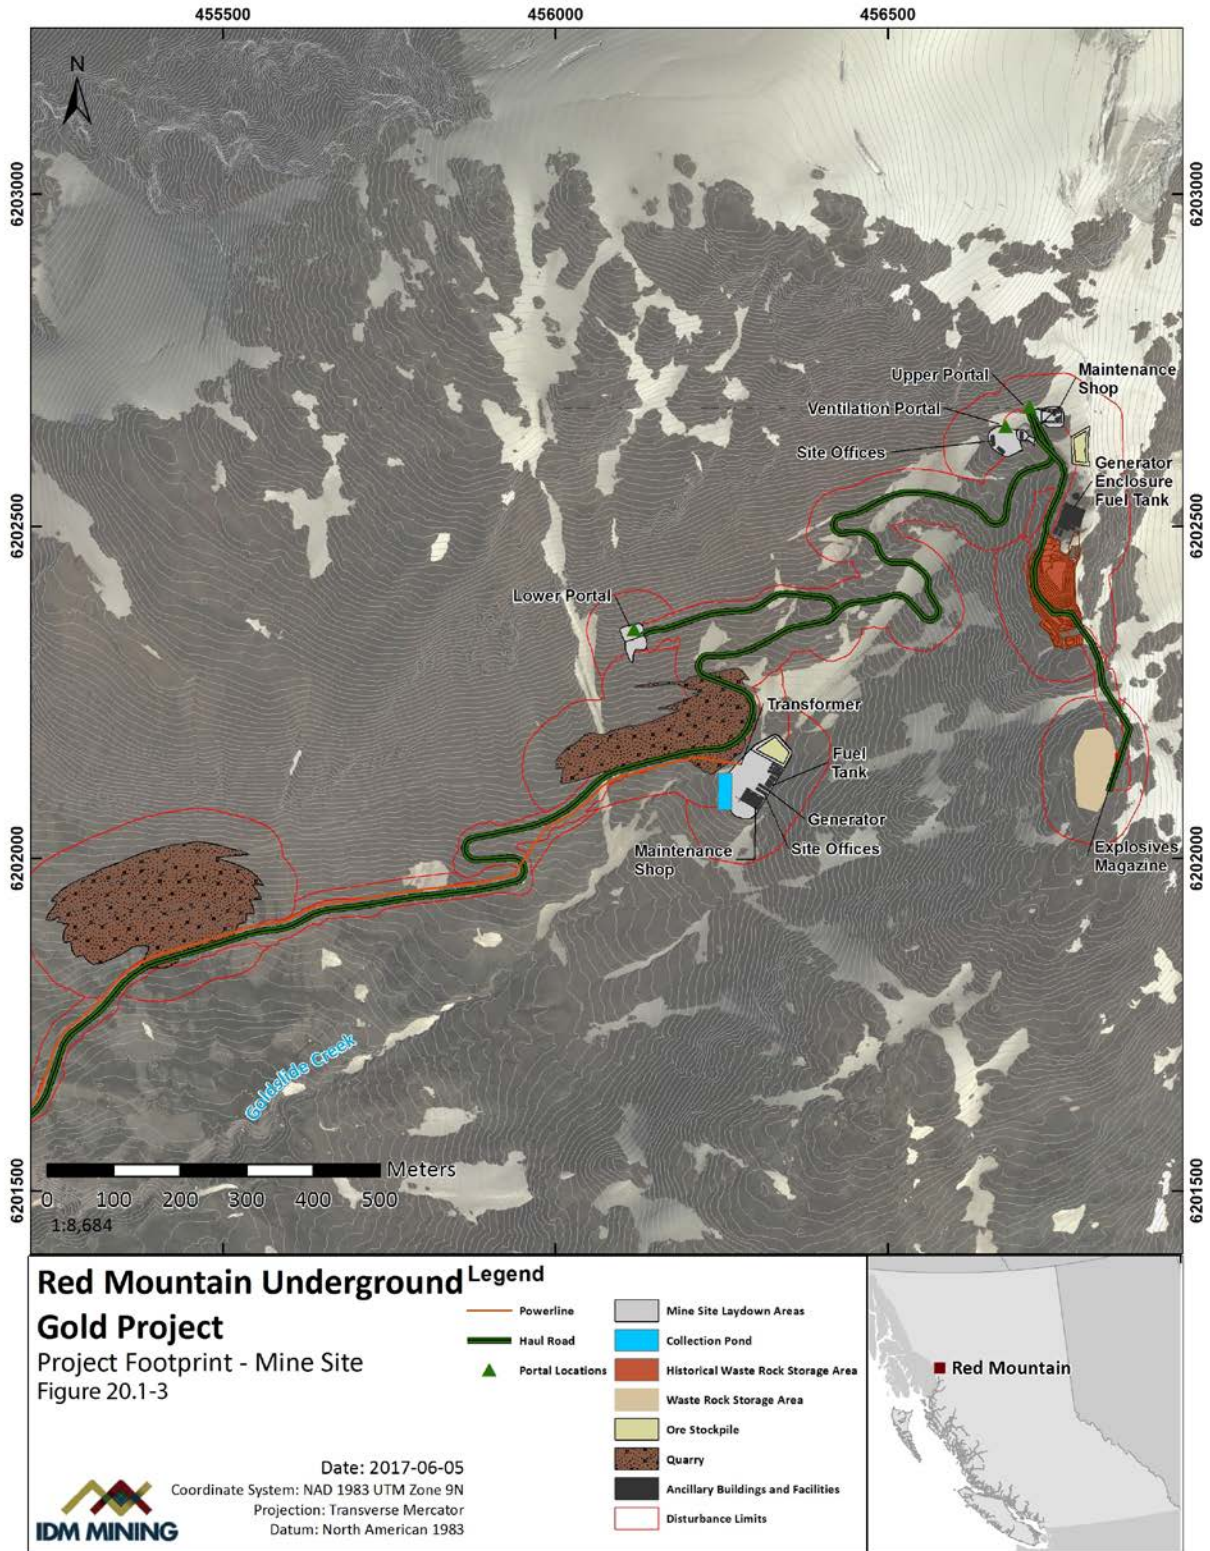 455500
456000
456500
N
6203000
6203000
Upper Portal
Maintenance
Shop
Ventilation Portal
Site Offices
Generator
Enclosure
Fuel Tank
6202500
6202500
Lower Portal
Transformer
Fuel
Tank
Generator
Maintenance
Shop
Site Offices
Explosives
Magazine
6202000
6202000
Goldslide Creek
Meters
0 100 200 300 400 500
1:8,684
6201500
6201500
Red Mountain Underground
Gold Project
Project Footprint - Mine Site
Figure 20.1-3
Date: 2017-06-05
Coordinate System: NAD 1983 UTM Zone 9N
Projection: Transverse Mercator
Datum: North American 1983
IDM MINING
Legend
Powerline
Haul Road
Portal Locations
Mine Site Laydown Areas
Collection Pond
Historical Waste Rock Storage Area
Waste Rock Storage Area
Ore Stockpile
Quarry
Ancillary Buildings and Facilities
Disturbance Limits
Red Mountain